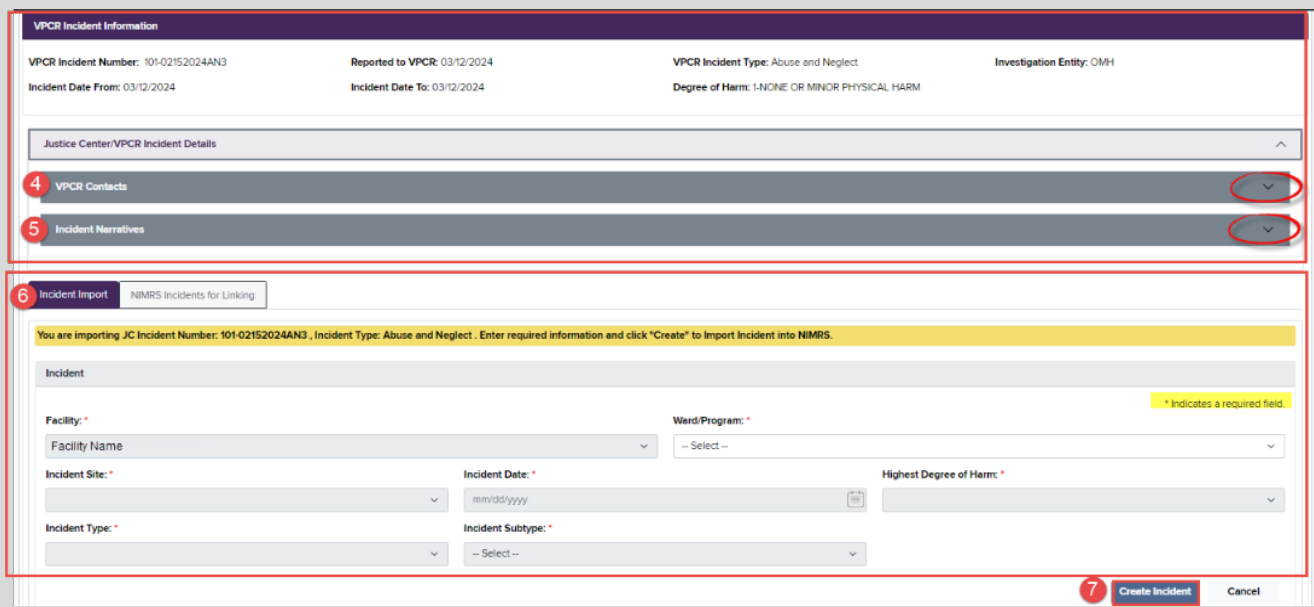 VPCR Incident Information
VPCR Incident Number: 101-02152024AN3 Reported to VPCR: 03/12/2024 VPCR Incident Type: Abuse and Neglect Investigation Entity: OMH
Incident Date From: 03/12/2024 Incident Date To: 03/12/2024 Degree of Harm: 1-NONE OR MINOR PHYSICAL HARM
Justice Center/VPCR Incident Details
4 VPCR Contacts
5 Incident Narratives
6 Incident Import NIMRS Incidents for Linking
You are importing JC Incident Number: 101-02152024AN3 , Incident Type: Abuse and Neglect . Enter required information and click "Create" to Import Incident into NIMRS.
Incident
* Indicates a required field.
Facility: * Ward/Program: *
Facility Name -- Select --
Incident Site: * Incident Date: * Highest Degree of Harm: *
mm/dd/yyyy
Incident Type: * Incident Subtype: *
-- Select --
7 Create Incident Cancel